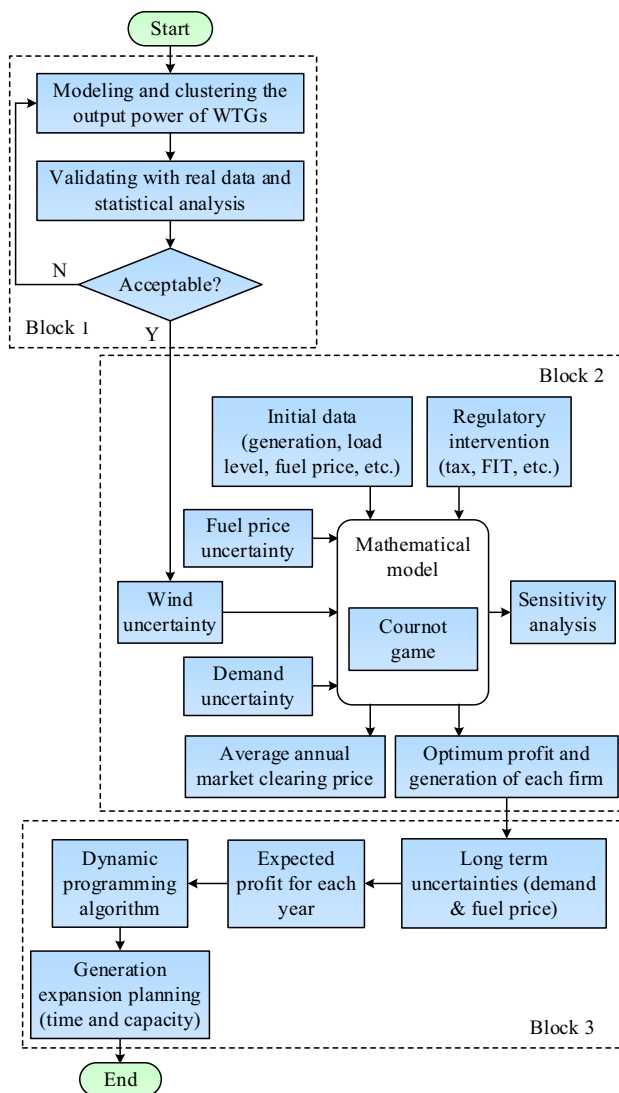 Start
Modeling and clustering the
output power of WTGs
Validating with real data and
statistical analysis
N
Acceptable?
Block 1
Y
Block 2
Initial data
(generation, load
level, fuel price, etc.)
Regulatory
intervention
(tax, FIT, etc.)
Fuel price
uncertainty
Mathematical
model
Wind
uncertainty
Cournot
game
Sensitivity
analysis
Demand
uncertainty
Average annual
market clearing price
Optimum profit and
generation of each firm
Dynamic
programming
algorithm
Expected
profit for each
year
Long term
uncertainties (demand
& fuel price)
Generation
expansion planning
(time and capacity)
Block 3
End